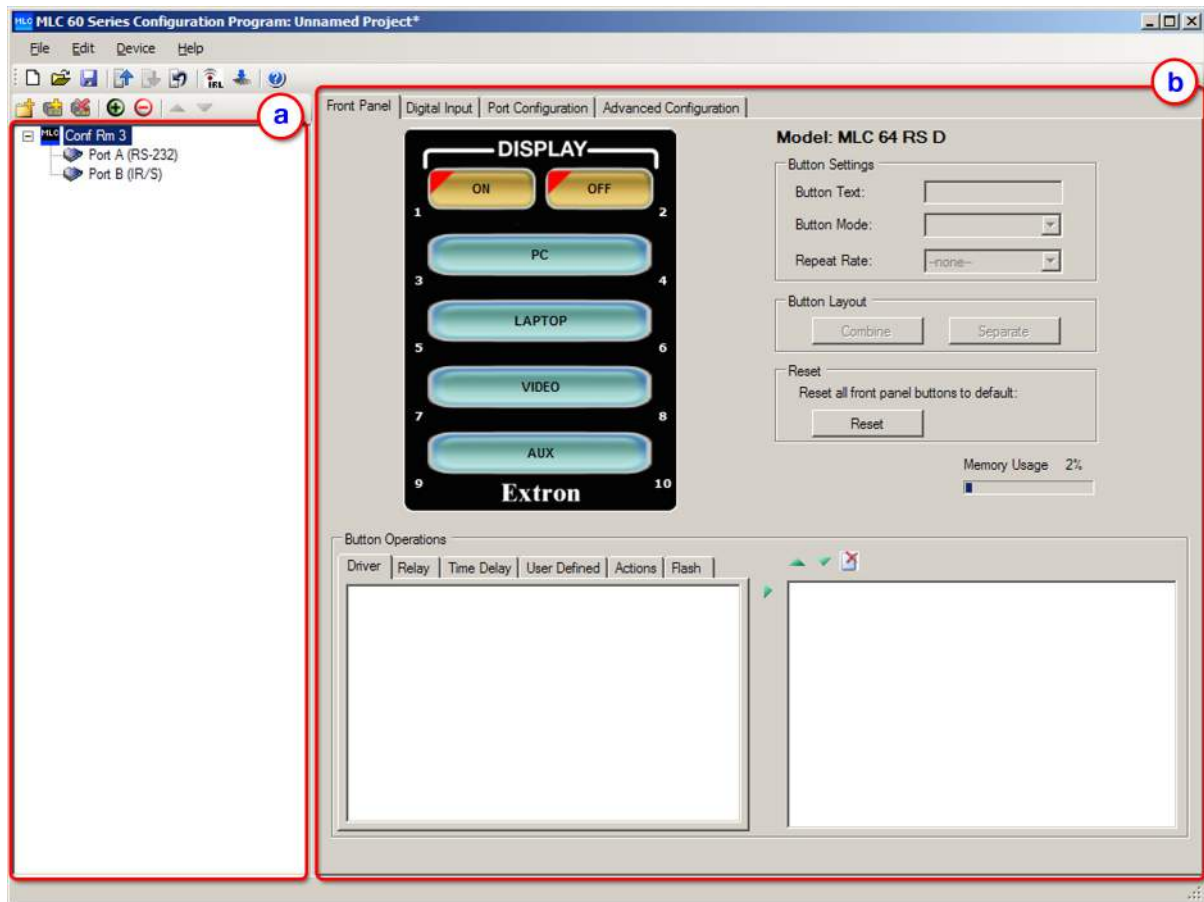 MLC MLC 60 Series Configuration Program: Unnamed Project*
File Edit Device Help
IRL
a
b
MLC Conf Rm 3
Port A (RS-232)
Port B (IR/S)
Front Panel Digital Input Port Configuration Advanced Configuration
DISPLAY
ON OFF
1 2
PC
3 4
LAPTOP
5 6
VIDEO
7 8
AUX
9 Extron 10
Model: MLC 64 RS D
Button Settings
Button Text:
Button Mode:
Repeat Rate: --none--
Button Layout
Combine Separate
Reset
Reset all front panel buttons to default:
Reset
Memory Usage 2%
Button Operations
Driver Relay Time Delay User Defined Actions Flash